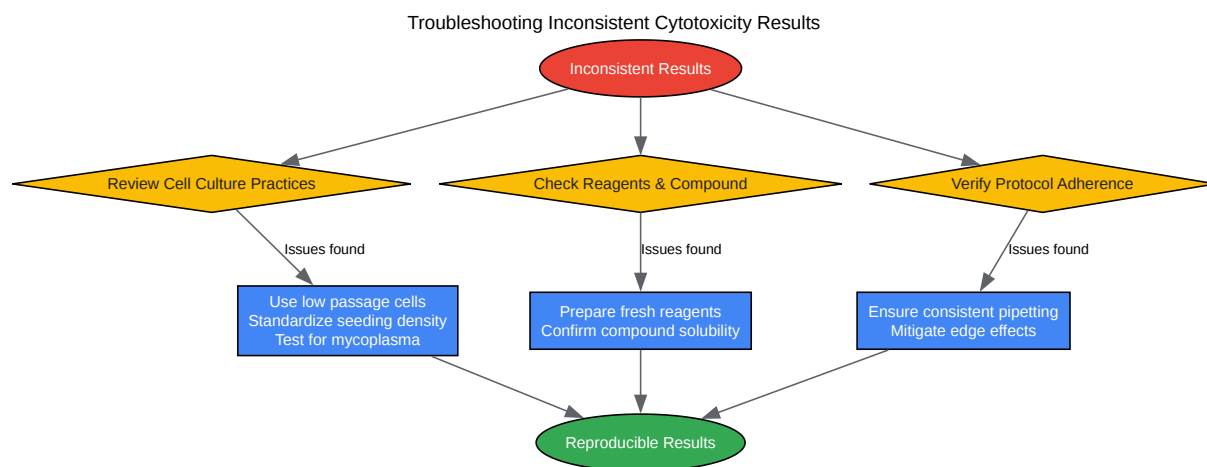 Troubleshooting Inconsistent Cytotoxicity Results
Inconsistent Results
Review Cell Culture Practices
Check Reagents & Compound
Verify Protocol Adherence
Issues found
Issues found
Issues found
Use low passage cells
Standardize seeding density
Test for mycoplasma
Prepare fresh reagents
Confirm compound solubility
Ensure consistent pipetting
Mitigate edge effects
Reproducible Results